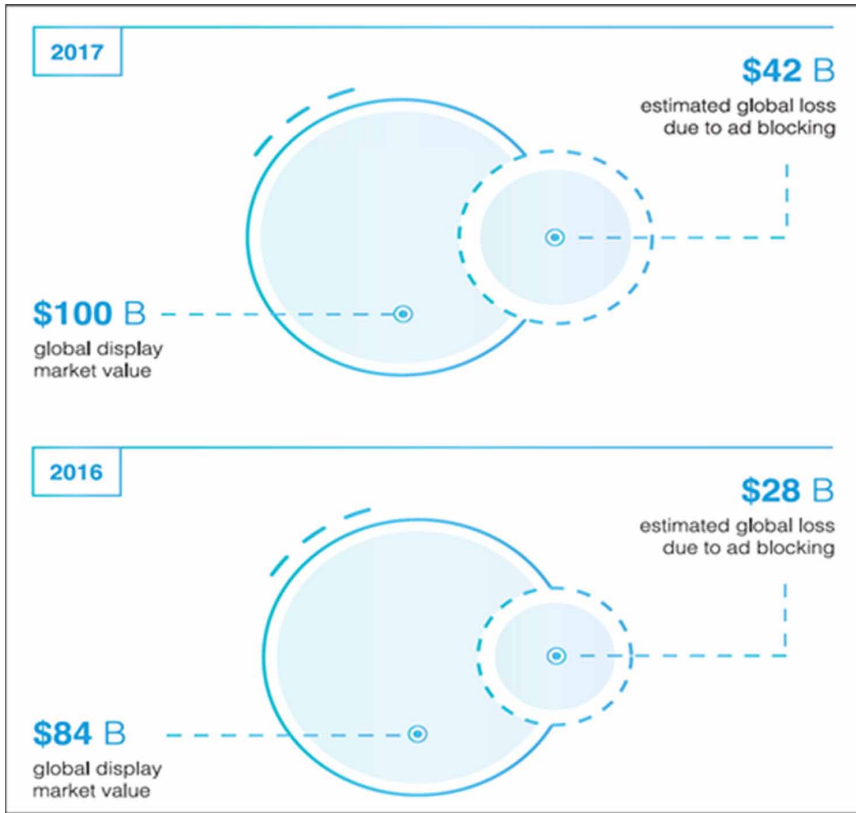 2017
$42 B
estimated global loss
due to ad blocking
$100 B
global display
market value
2016
$28 B
estimated global loss
due to ad blocking
$84 B
global display
market value